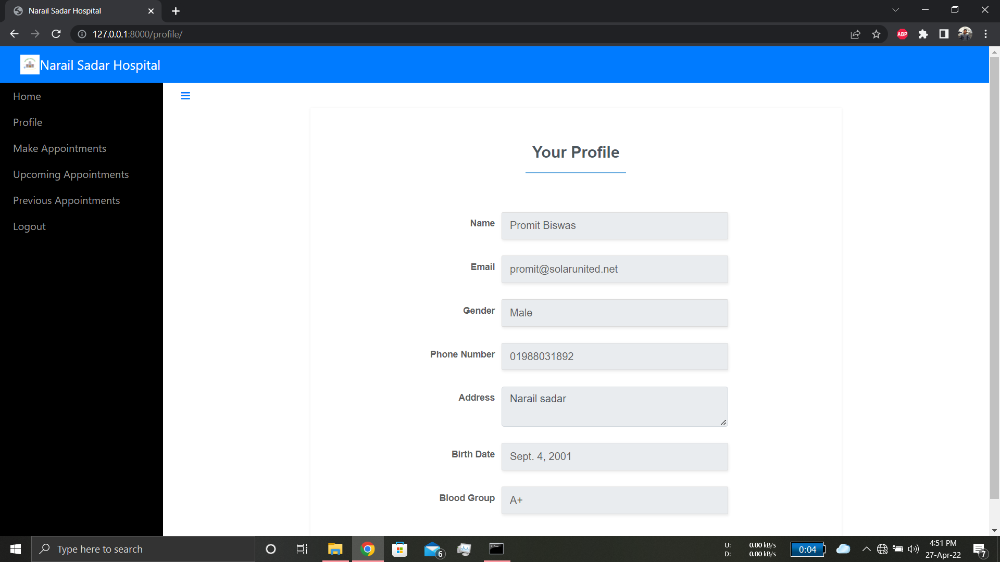 Narail Sadar Hospital
127.0.0.1:8000/profile/
ABP
Narail Sadar Hospital
Home
Profile
Make Appointments
Upcoming Appointments
Previous Appointments
Logout
Your Profile
Name
Promit Biswas
Email
promit@solarunited.net
Gender
Male
Phone Number
01988031892
Address
Narail sadar
Birth Date
Sept. 4, 2001
Blood Group
A+
Type here to search
6
U: 0.00 kB/s
D: 0.00 kB/s
0:04
4:51 PM
27-Apr-22
7